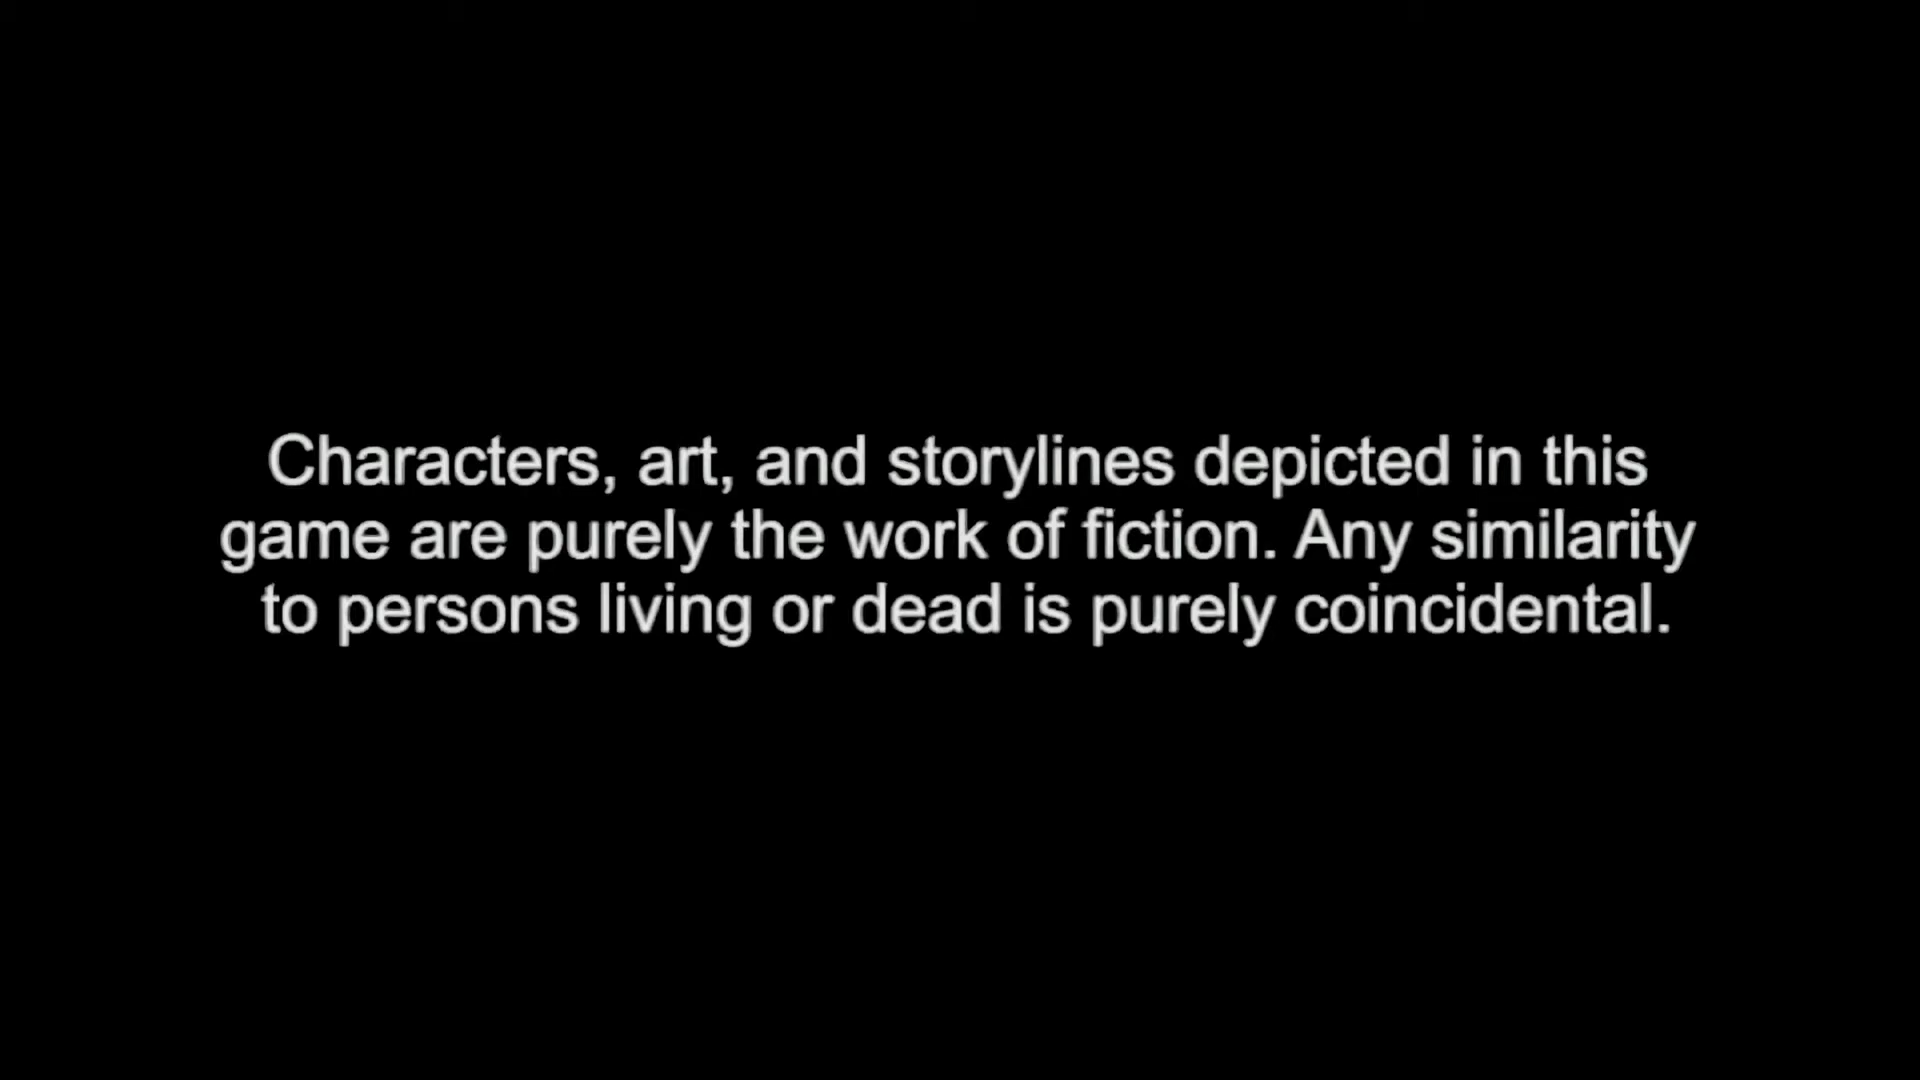 Characters, art, and storylines depicted in this
game are purely the work of fiction. Any similarity
to persons living or dead is purely coincidental.